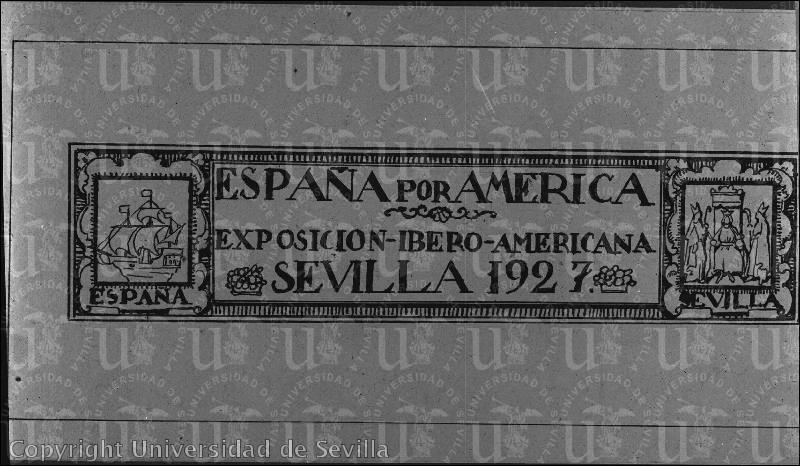 ESPAÑA POR AMERICA
EXPOSICION-IBERO-AMERICANA
SEVILLA 1927.
ESPAÑA
SEVILLA
Copyright Universidad de Sevilla